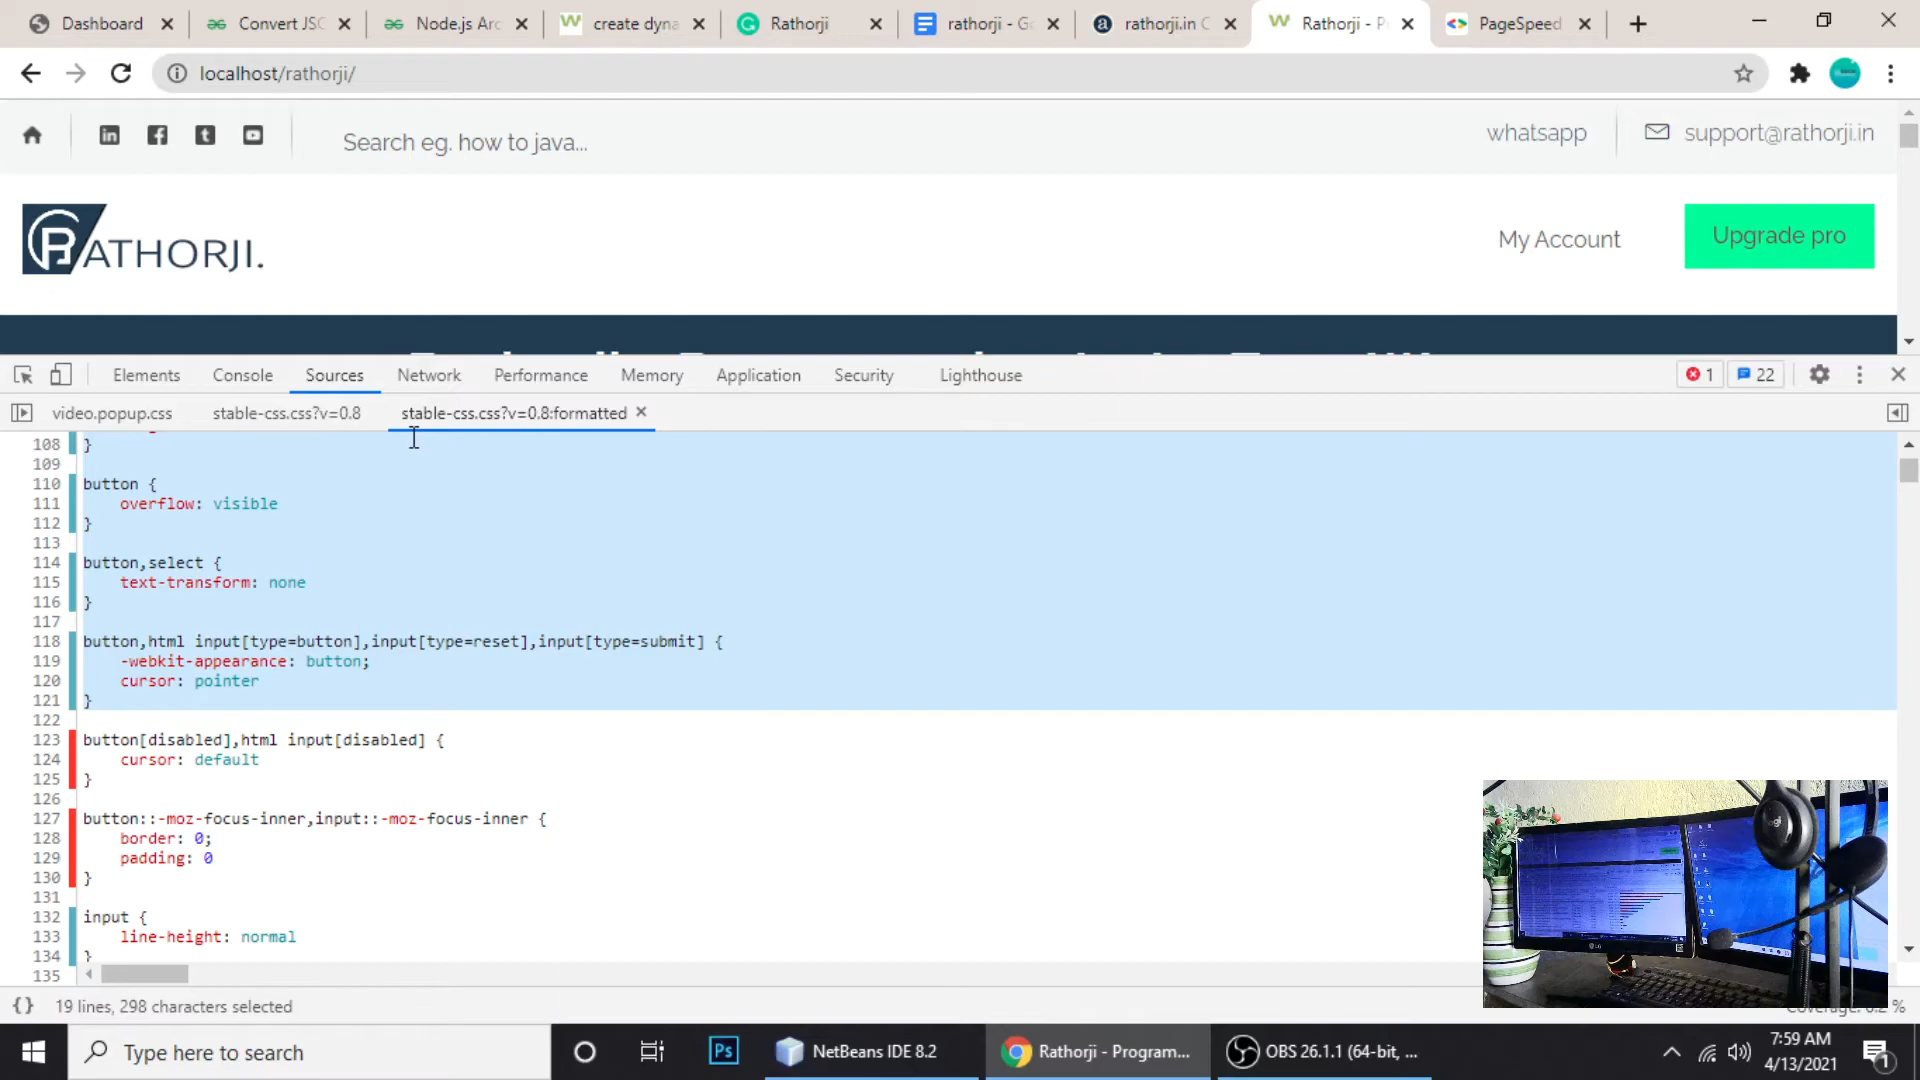 Dashboard
Convert JSC
Node.js Arc
create dyna
Rathorji
rathorji - Go
rathorji.in C
Rathorji - P
PageSpeed
localhost/rathorji/
Search eg. how to java...
whatsapp
support@rathorji.in
RATHORJI.
My Account
Upgrade pro
Elements
Console
Sources
Network
Performance
Memory
Application
Security
Lighthouse
1
22
video.popup.css
stable-css.css?v=0.8
stable-css.css?v=0.8:formatted
108 }
109
110 button {
111 overflow: visible
112 }
113
114 button,select {
115 text-transform: none
116 }
117
118 button,html input[type=button],input[type=reset],input[type=submit] {
119 -webkit-appearance: button;
120 cursor: pointer
121 }
122
123 button[disabled],html input[disabled] {
124 cursor: default
125 }
126
127 button::-moz-focus-inner,input::-moz-focus-inner {
128 border: 0;
129 padding: 0
130 }
131
132 input {
133 line-height: normal
134 }
135
{} 19 lines, 298 characters selected
Type here to search
Ps
NetBeans IDE 8.2
Rathorji - Program...
OBS 26.1.1 (64-bit, ...
7:59 AM
4/13/2021
1